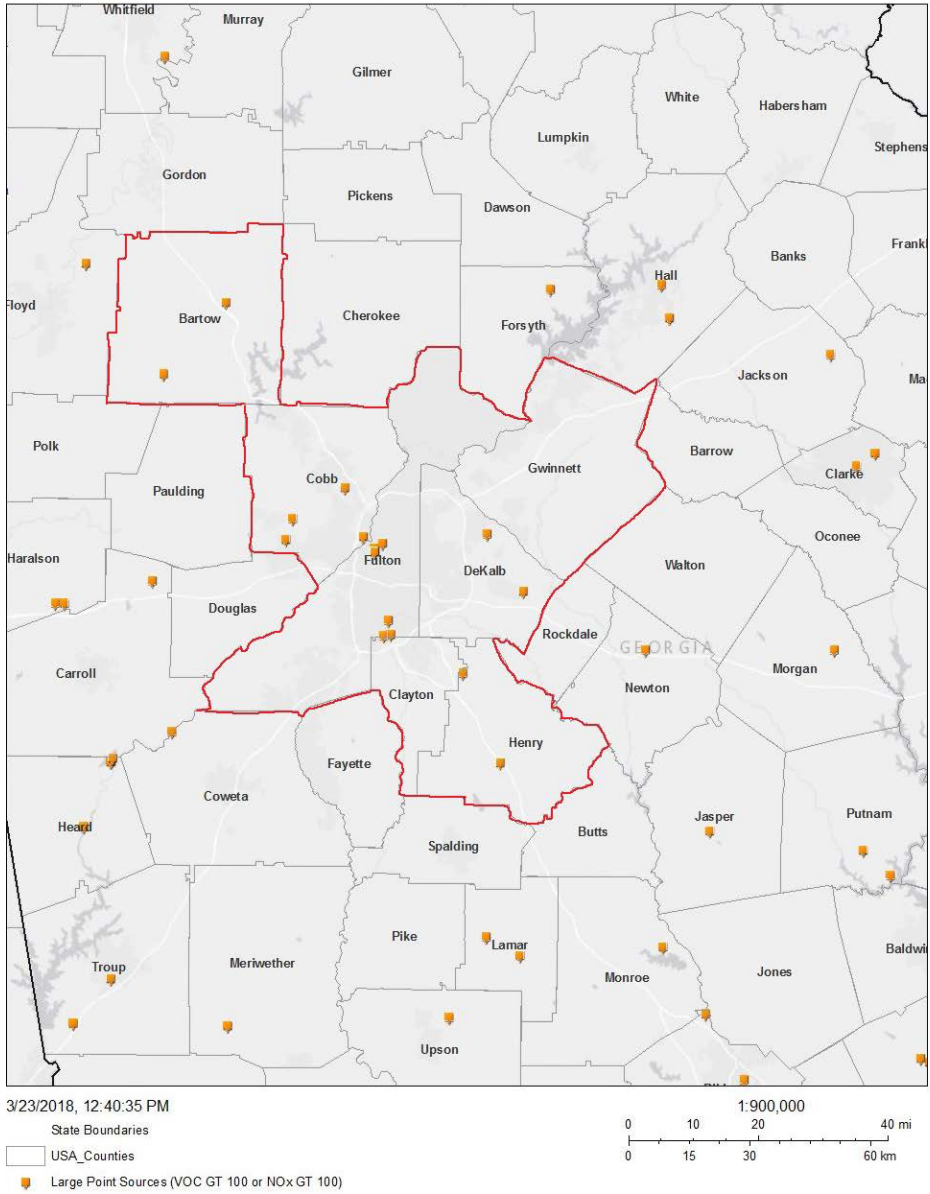 Whitfield
Murray
Gilmer
White
Habersham
Lumpkin
Stephens
Gordon
Pickens
Dawson
Banks
Frankl
Hall
Floyd
Bartow
Cherokee
Forsyth
Jackson
Ma
Polk
Cobb
Gwinnett
Barrow
Clarke
Paulding
Oconee
Haralson
Fulton
DeKalb
Walton
Douglas
Rockdale
GEORGIA
Carroll
Clayton
Newton
Morgan
Henry
Fayette
Coweta
Heard
Spalding
Butts
Jasper
Putnam
Pike
Lamar
Troup
Meriwether
Monroe
Jones
Baldwin
Upson
3/23/2018, 12:40:35 PM
1:900,000
State Boundaries
0 10 20 40 mi
USA_Counties
0 15 30 60 km
Large Point Sources (VOC GT 100 or NOx GT 100)